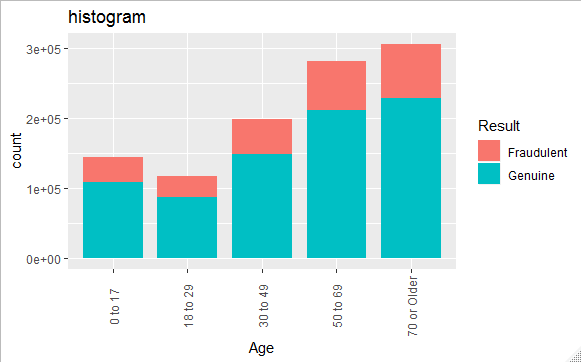 histogram
3e+05
2e+05
1e+05
0e+00
count
0 to 17
18 to 29
30 to 49
50 to 69
70 or Older
Age
Result
Fraudulent
Genuine